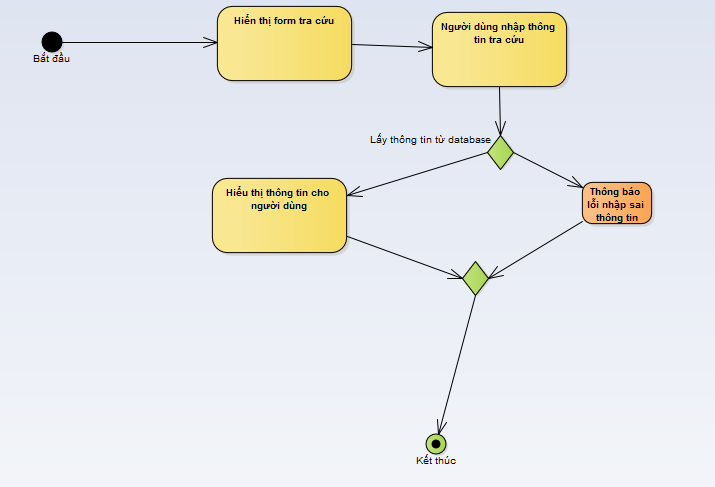 Hiển thị form tra cứu
Người dùng nhập thông
tin tra cứu
Bắt đầu
Lấy thông tin từ database
Hiểu thị thông tin cho
người dùng
Thông báo
lỗi nhập sai
thông tin
Kết thúc